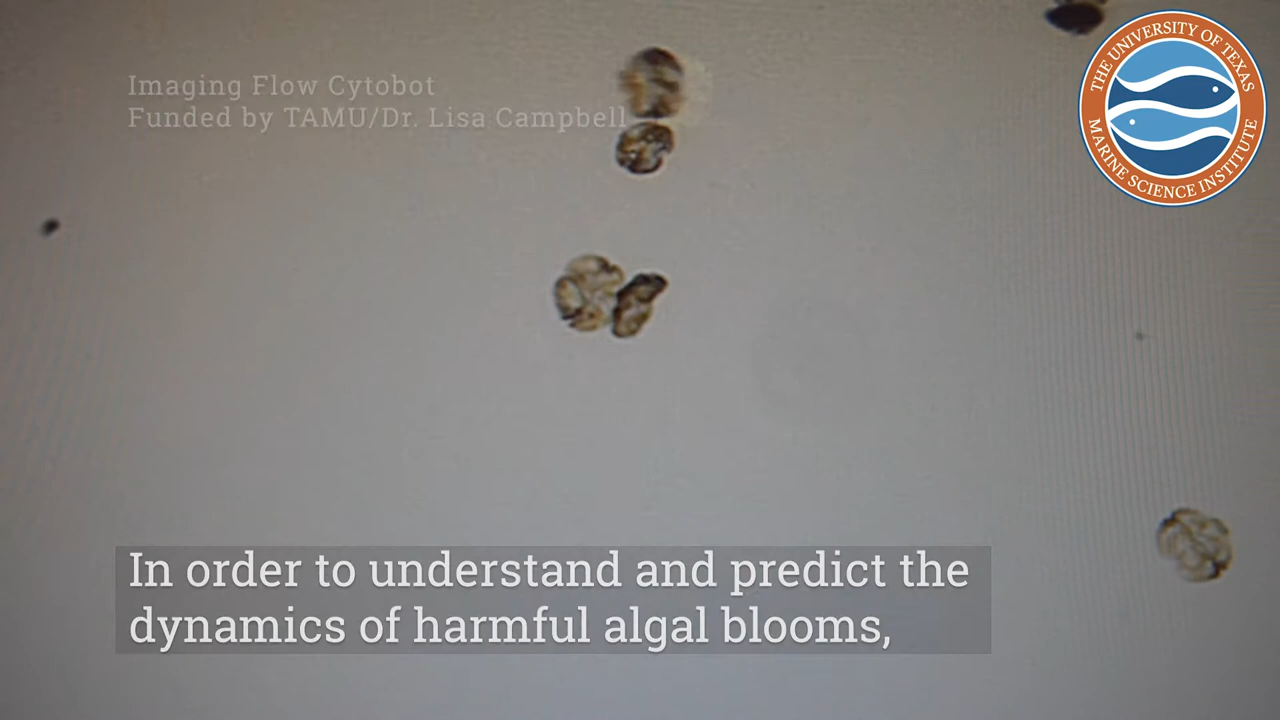 Imaging Flow Cytobot
Funded by TAMU/Dr. Lisa Campbell
THE UNIVERSITY OF TEXAS
MARINE SCIENCE INSTITUTE
In order to understand and predict the
dynamics of harmful algal blooms,